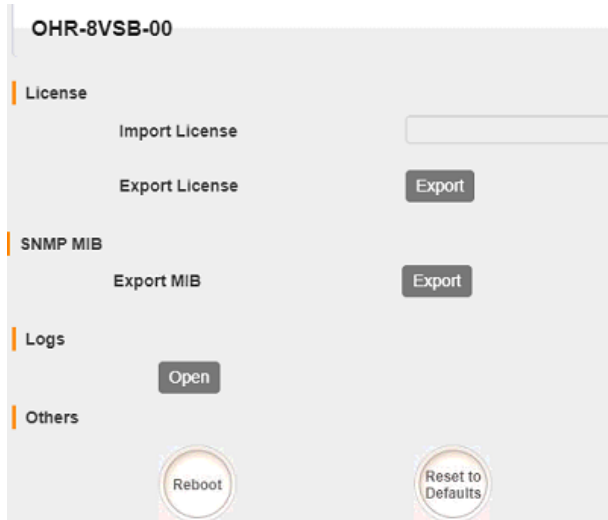 OHR-8VSB-00
License
Import License
Export License Export
SNMP MIB
Export MIB Export
Logs
Open
Others
Reboot
Reset to
Defaults